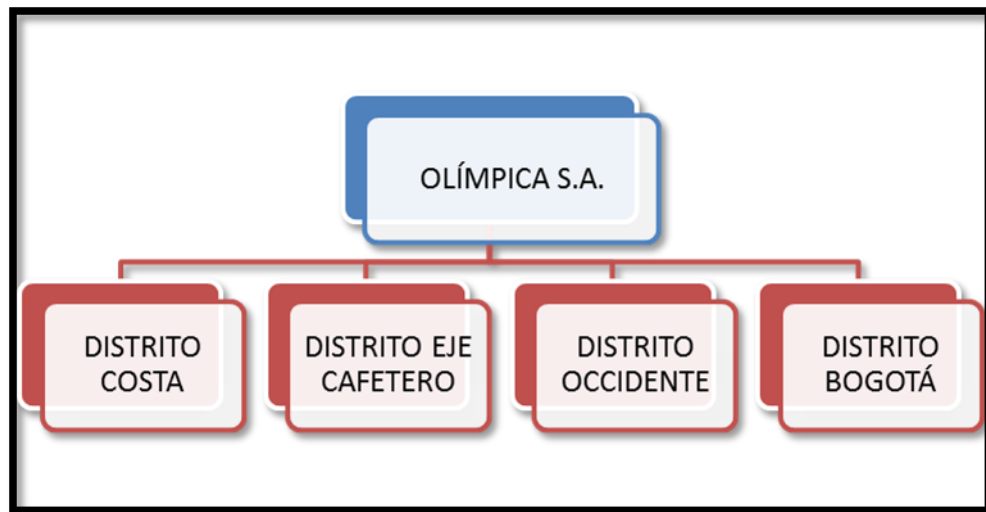 OLÍMPICA S.A.
DISTRITO
COSTA
DISTRITO EJE
CAFETERO
DISTRITO
OCCIDENTE
DISTRITO
BOGOTÁ